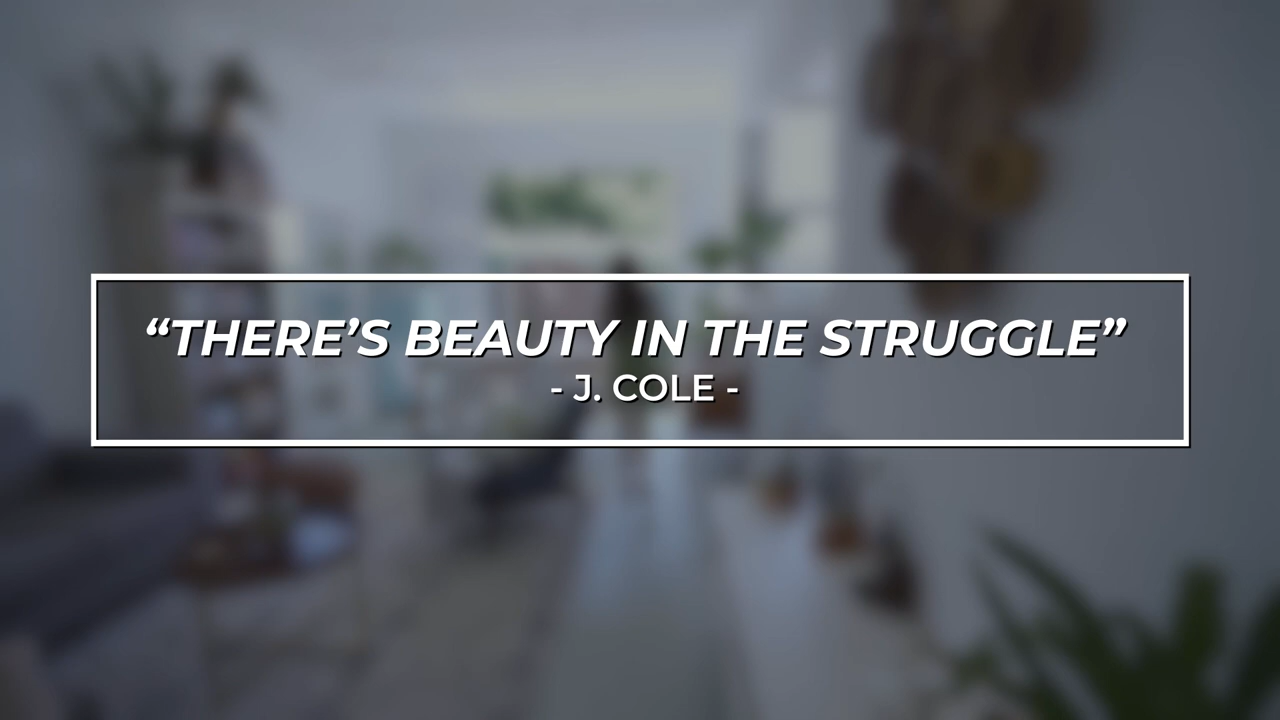 “THERE’S BEAUTY IN THE STRUGGLE”
- J. COLE -